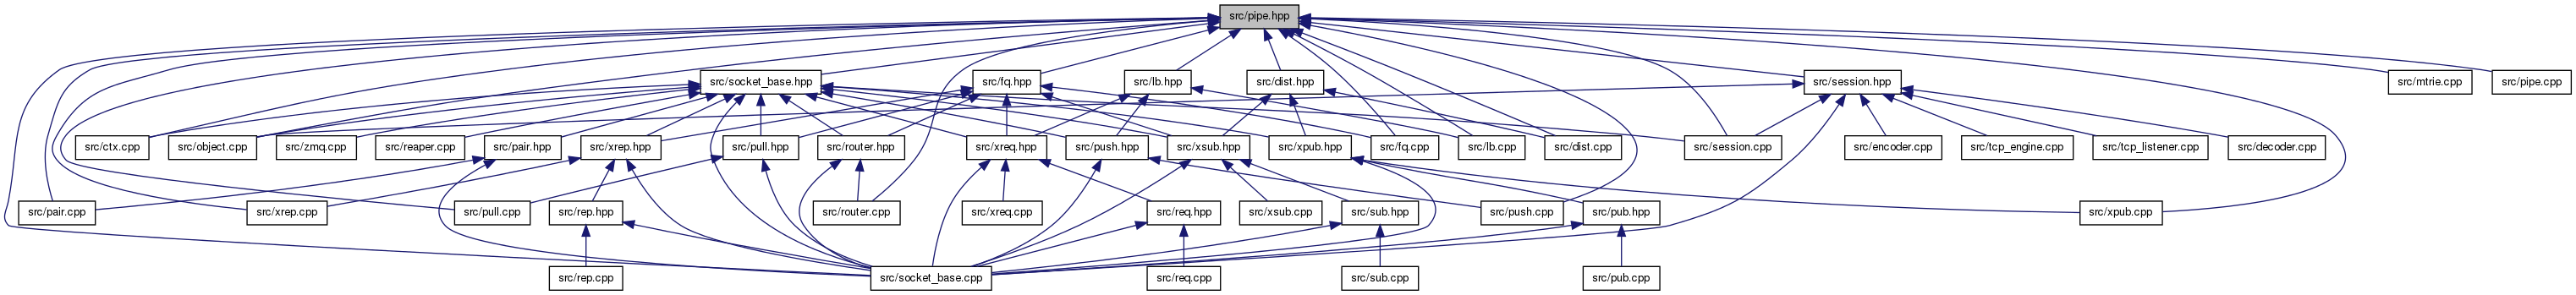 src/pipe.hpp
src/socket_base.hpp
src/fq.hpp
src/lb.hpp
src/dist.hpp
src/session.hpp
src/mtrie.cpp
src/pipe.cpp
src/ctx.cpp
src/object.cpp
src/zmq.cpp
src/reaper.cpp
src/pair.hpp
src/xrep.hpp
src/pull.hpp
src/router.hpp
src/xreq.hpp
src/push.hpp
src/xsub.hpp
src/xpub.hpp
src/fq.cpp
src/lb.cpp
src/dist.cpp
src/session.cpp
src/encoder.cpp
src/tcp_engine.cpp
src/tcp_listener.cpp
src/decoder.cpp
src/pair.cpp
src/xrep.cpp
src/pull.cpp
src/rep.hpp
src/router.cpp
src/xreq.cpp
src/req.hpp
src/xsub.cpp
src/sub.hpp
src/push.cpp
src/pub.hpp
src/xpub.cpp
src/rep.cpp
src/socket_base.cpp
src/req.cpp
src/sub.cpp
src/pub.cpp